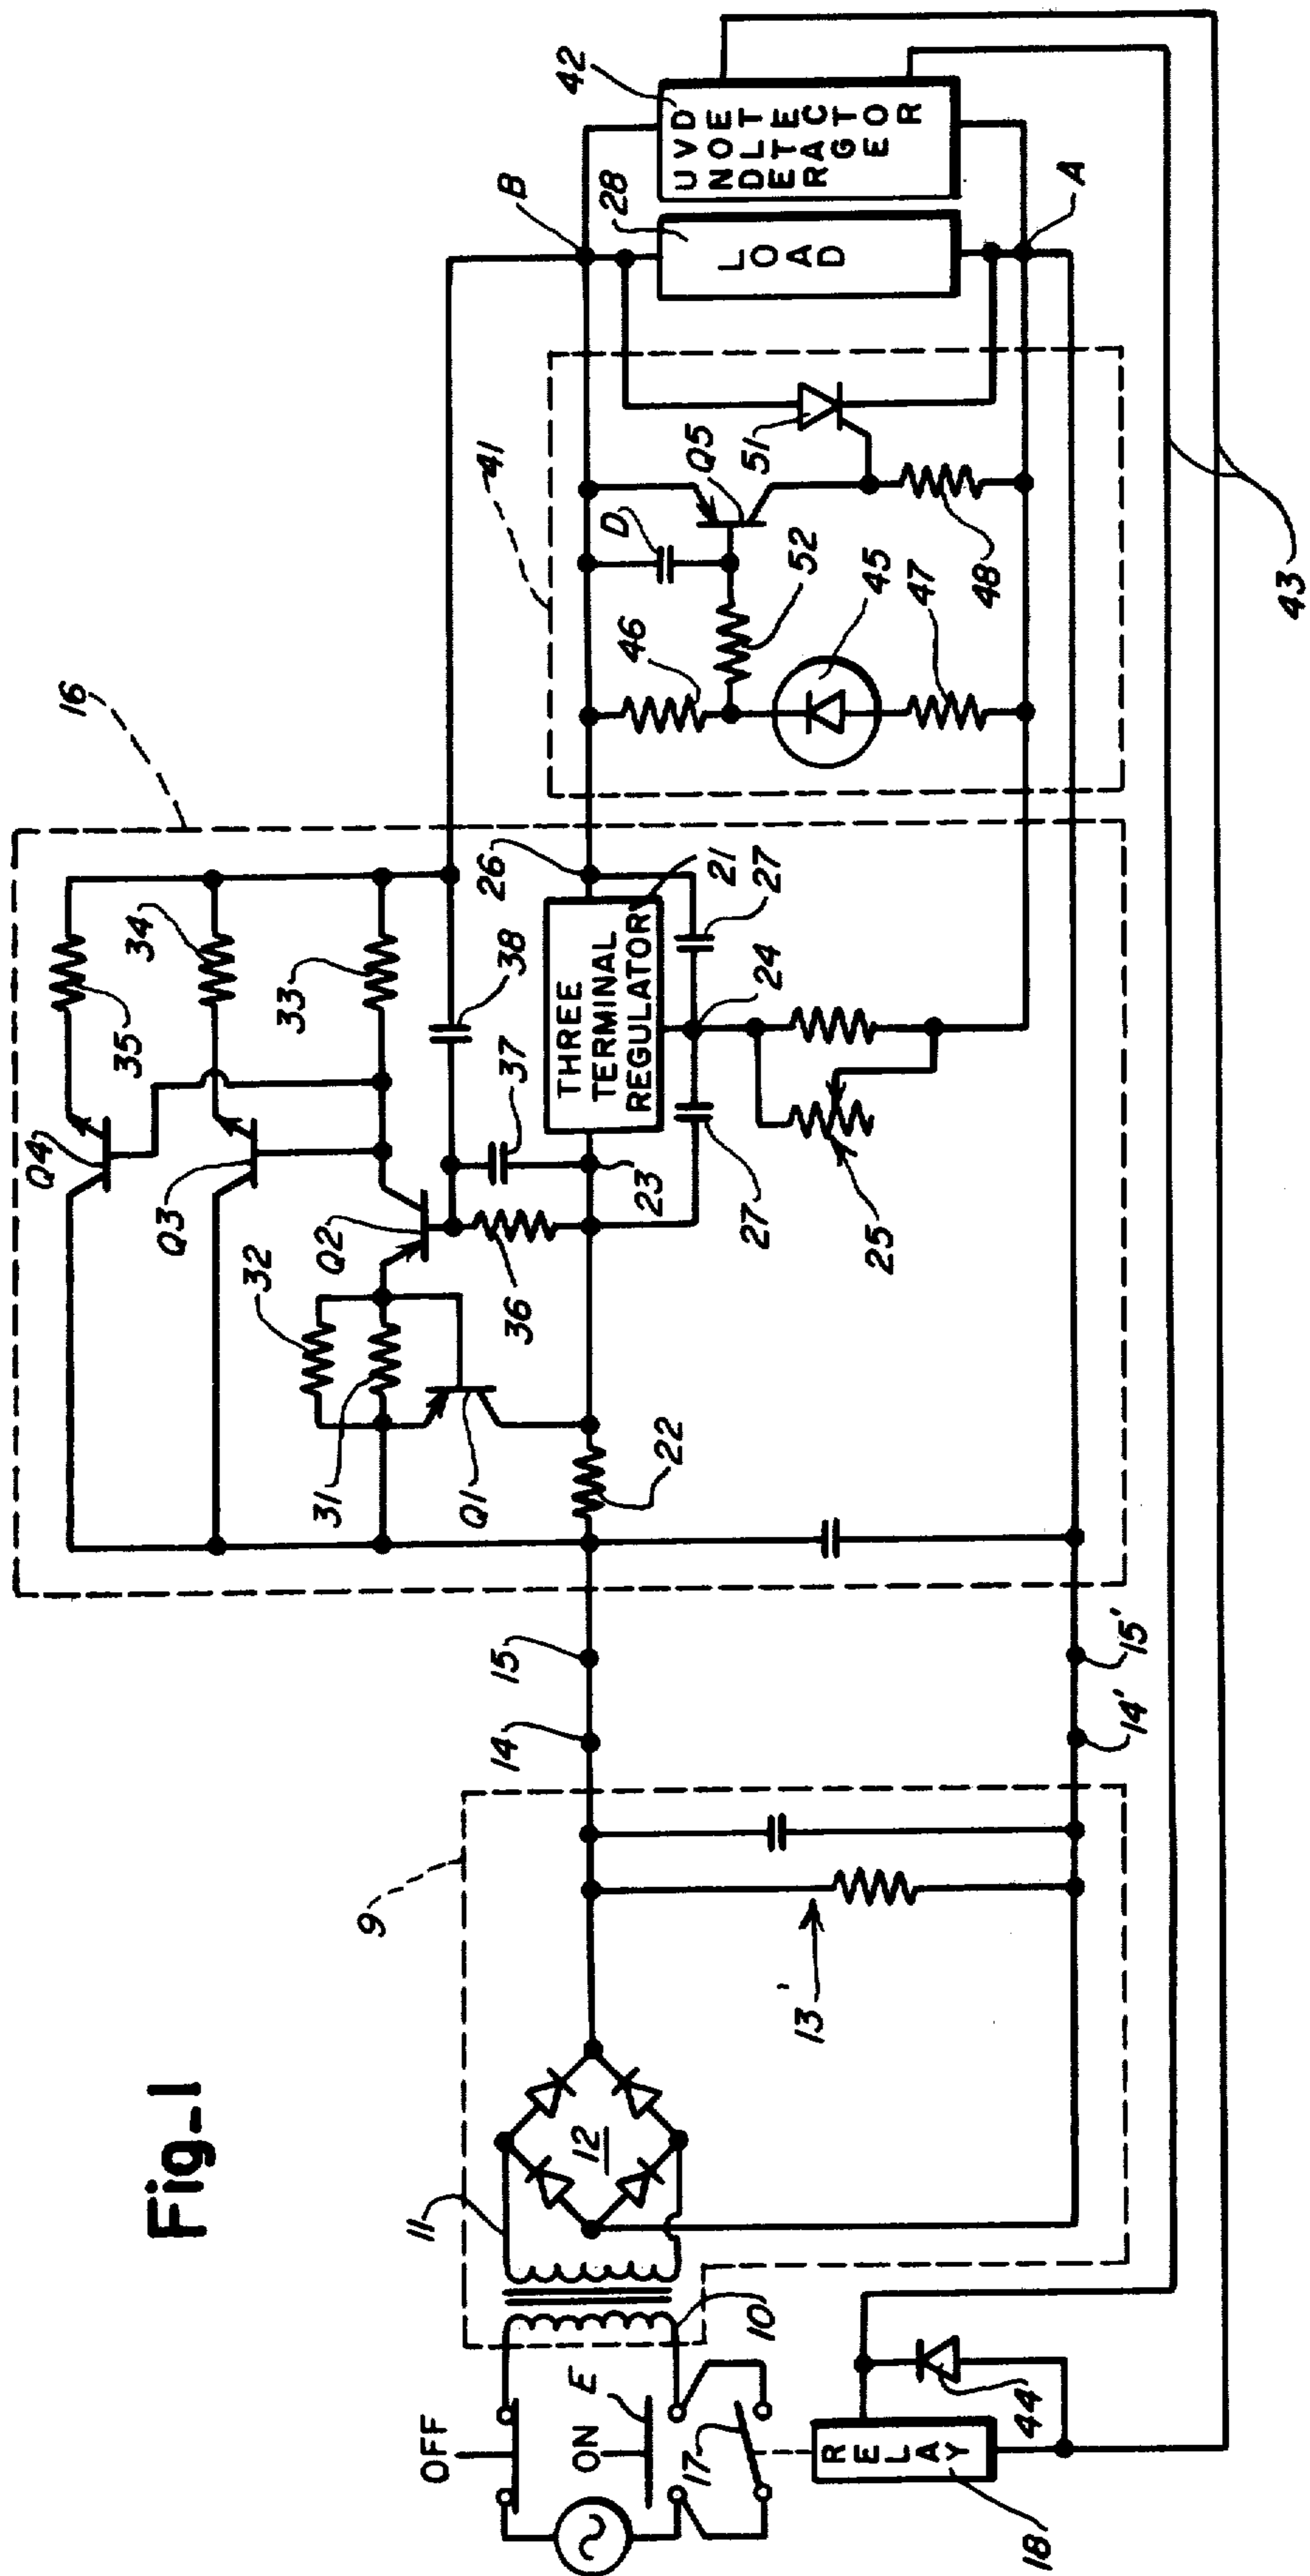 Fig-1
16
Q4
35
Q3
34
32
Q2
33
31
38
Q1
37
36
26
22
23
THREE
TERMINAL
REGULATOR
21
24
27
27
25
41
B
42
46
D
Q5
28
LOAD
UNDER
VOLTAGE
DETECTOR
52
51
45
47
48
A
43
9
11
12
14
15
13'
14'
15'
OFF
ON
E
10
17
RELAY
44'
18